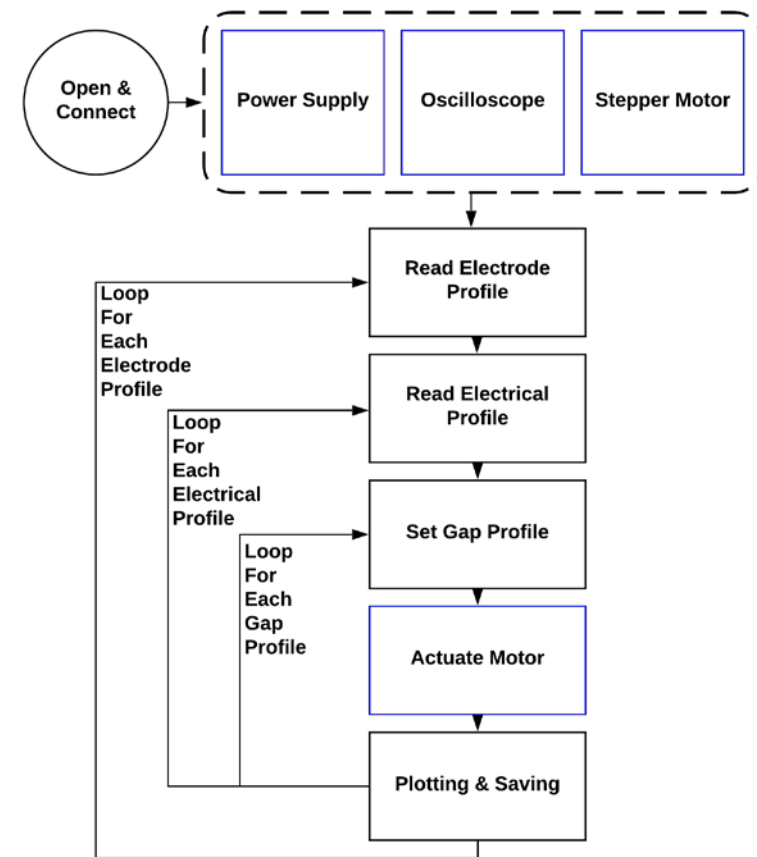 Open &
Connect
Power Supply
Oscilloscope
Stepper Motor
Read Electrode
Profile
Loop
For
Each
Electrode
Profile
Read Electrical
Profile
Loop
For
Each
Electrical
Profile
Set Gap Profile
Loop
For
Each
Gap
Profile
Actuate Motor
Plotting & Saving